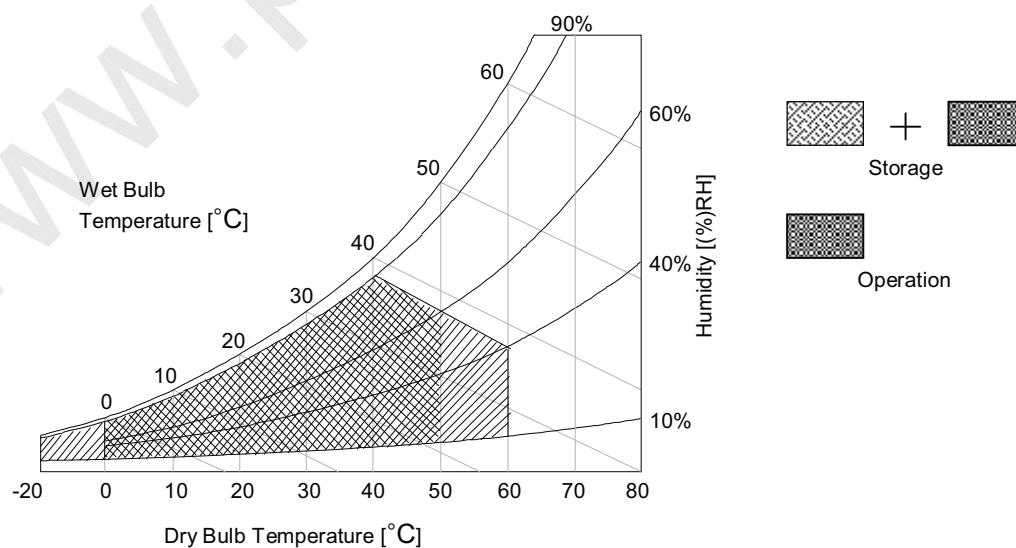 90%
60
60%
50
Wet Bulb
Temperature [°C]
40
40%
Humidity [(%)RH]
30
20
10
0
10%
-20 0 10 20 30 40 50 60 70 80
Dry Bulb Temperature [°C]
+
Storage
Operation